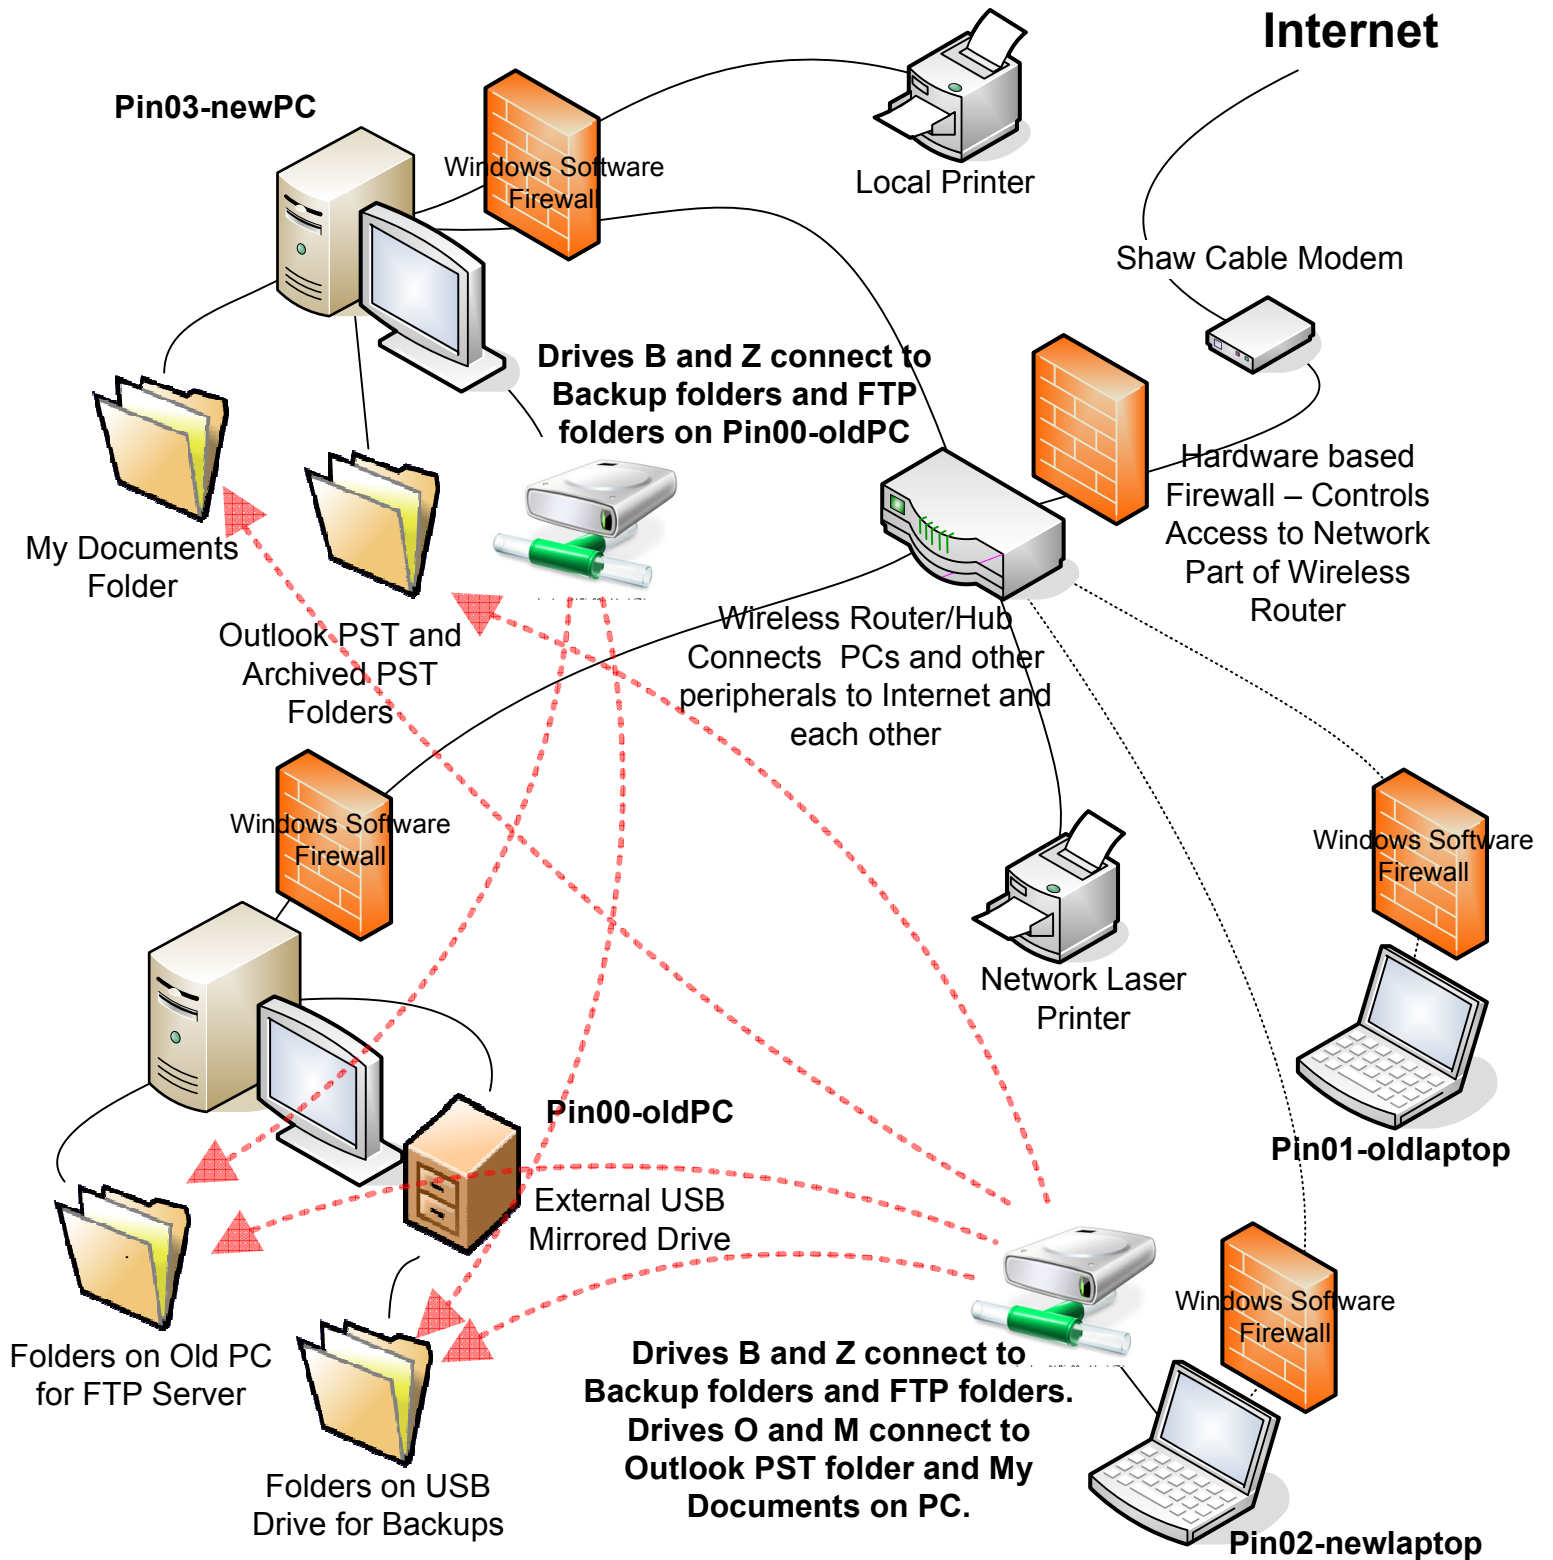 Internet
Pin03-newPC
Windows Software
Firewall
Local Printer
Shaw Cable Modem
Drives B and Z connect to
Backup folders and FTP
folders on Pin00-oldPC
Hardware based
Firewall – Controls
Access to Network
Part of Wireless
Router
My Documents
Folder
Outlook PST and
Archived PST
Folders
Wireless Router/Hub
Connects PCs and other
peripherals to Internet and
each other
Windows Software
Firewall
Windows Software
Firewall
Network Laser
Printer
Pin00-oldPC
Pin01-oldlaptop
External USB
Mirrored Drive
Windows Software
Firewall
Folders on Old PC
for FTP Server
Drives B and Z connect to
Backup folders and FTP folders.
Drives O and M connect to
Outlook PST folder and My
Documents on PC.
Folders on USB
Drive for Backups
Pin02-newlaptop